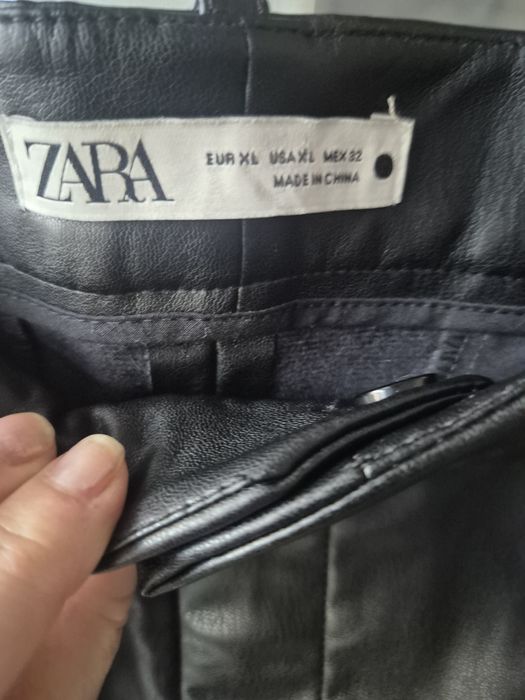 ZARA
EUR XL USA XL MEX 32
MADE IN CHINA